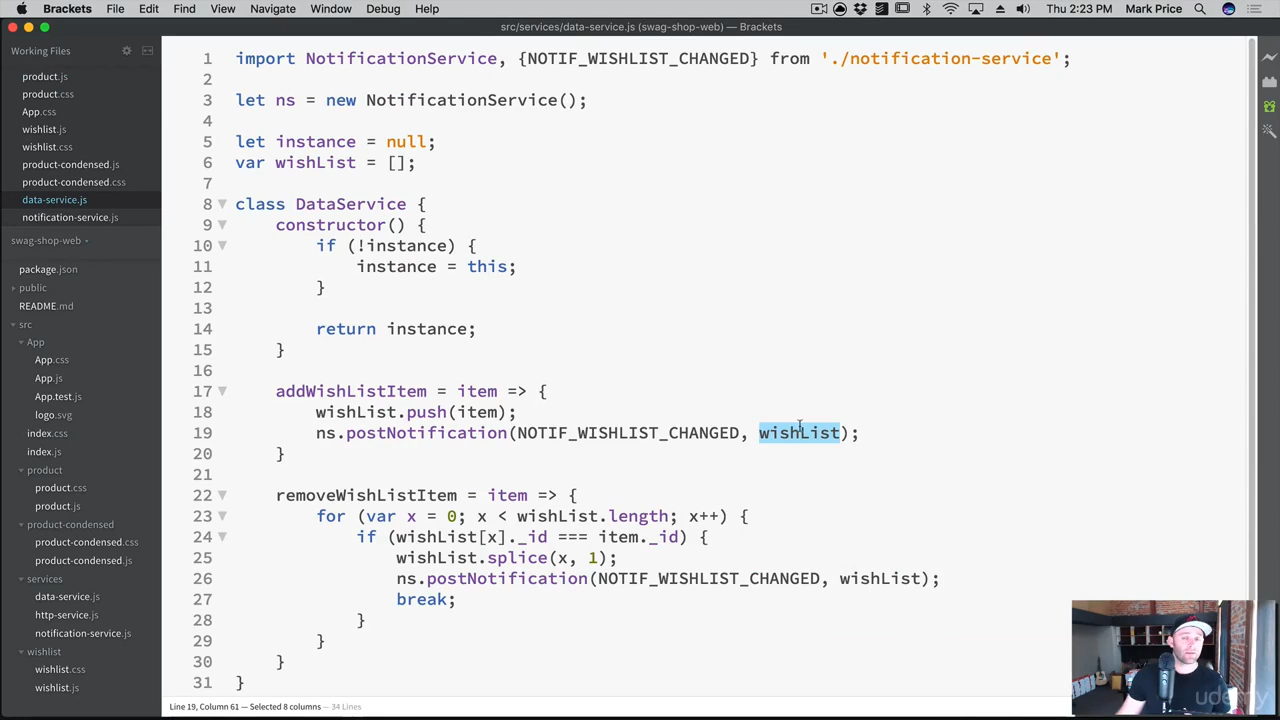 Brackets File Edit Find View Navigate Window Debug Help Thu 2:23 PM Mark Price
src/services/data-service.js (swag-shop-web) — Brackets
Working Files
product.js
product.css
App.css
wishlist.js
wishlist.css
product-condensed.js
product-condensed.css
data-service.js
notification-service.js
swag-shop-web
package.json
public
README.md
src
App
App.css
App.js
App.test.js
logo.svg
index.css
index.js
product
product.css
product.js
product-condensed
product-condensed.css
product-condensed.js
services
data-service.js
http-service.js
notification-service.js
wishlist
wishlist.css
wishlist.js
1 import NotificationService, {NOTIF_WISHLIST_CHANGED} from './notification-service';
2
3 let ns = new NotificationService();
4
5 let instance = null;
6 var wishList = [];
7
8 class DataService {
9 constructor() {
10 if (!instance) {
11 instance = this;
12 }
13
14 return instance;
15 }
16
17 addWishListItem = item => {
18 wishList.push(item);
19 ns.postNotification(NOTIF_WISHLIST_CHANGED, wishList);
20 }
21
22 removeWishListItem = item => {
23 for (var x = 0; x < wishList.length; x++) {
24 if (wishList[x]._id === item._id) {
25 wishList.splice(x, 1);
26 ns.postNotification(NOTIF_WISHLIST_CHANGED, wishList);
27 break;
28 }
29 }
30 }
31 }
Line 19, Column 61 — Selected 8 columns — 34 Lines
udemy